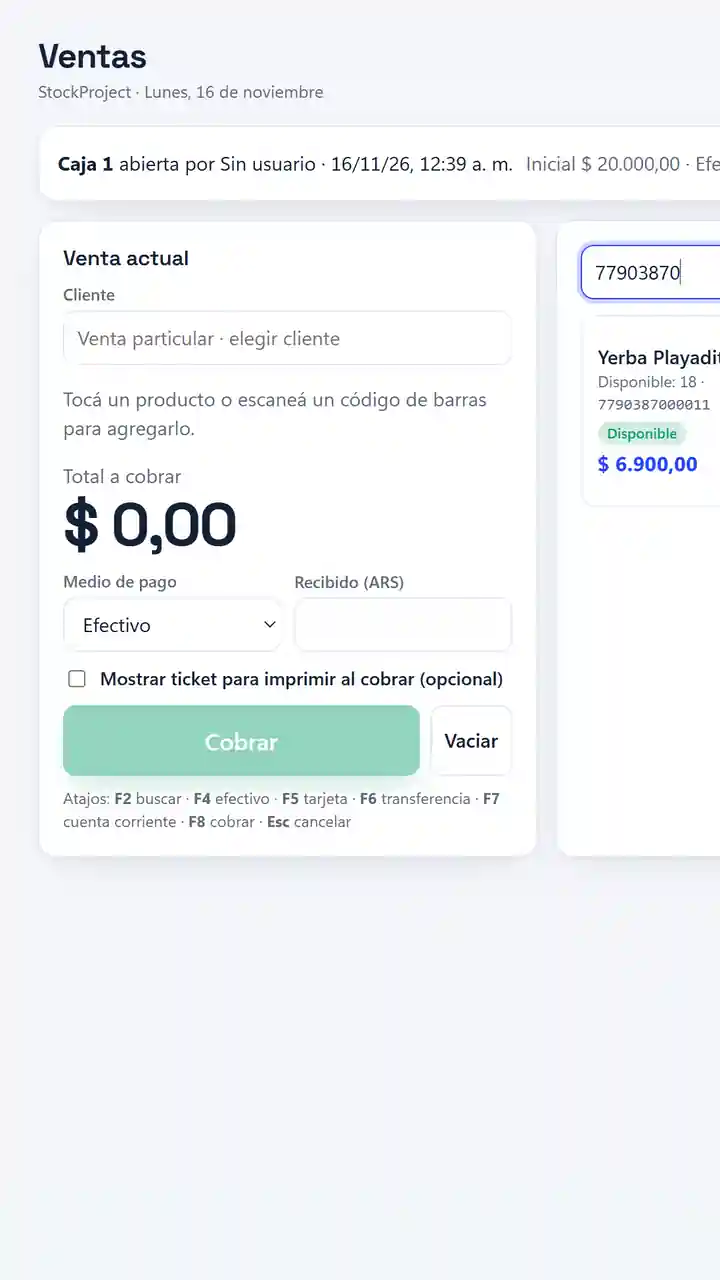 Ventas
StockProject · Lunes, 16 de noviembre
Caja 1 abierta por Sin usuario · 16/11/26, 12:39 a. m. Inicial $ 20.000,00 · Efe
Venta actual
Cliente
Venta particular · elegir cliente
Tocá un producto o escaneá un código de barras
para agregarlo.
Total a cobrar
$ 0,00
Medio de pago
Recibido (ARS)
Efectivo
Mostrar ticket para imprimir al cobrar (opcional)
Cobrar
Vaciar
Atajos: F2 buscar · F4 efectivo · F5 tarjeta · F6 transferencia · F7
cuenta corriente · F8 cobrar · Esc cancelar
77903870
Yerba Playadit
Disponible: 18 ·
7790387000011
Disponible
$ 6.900,00